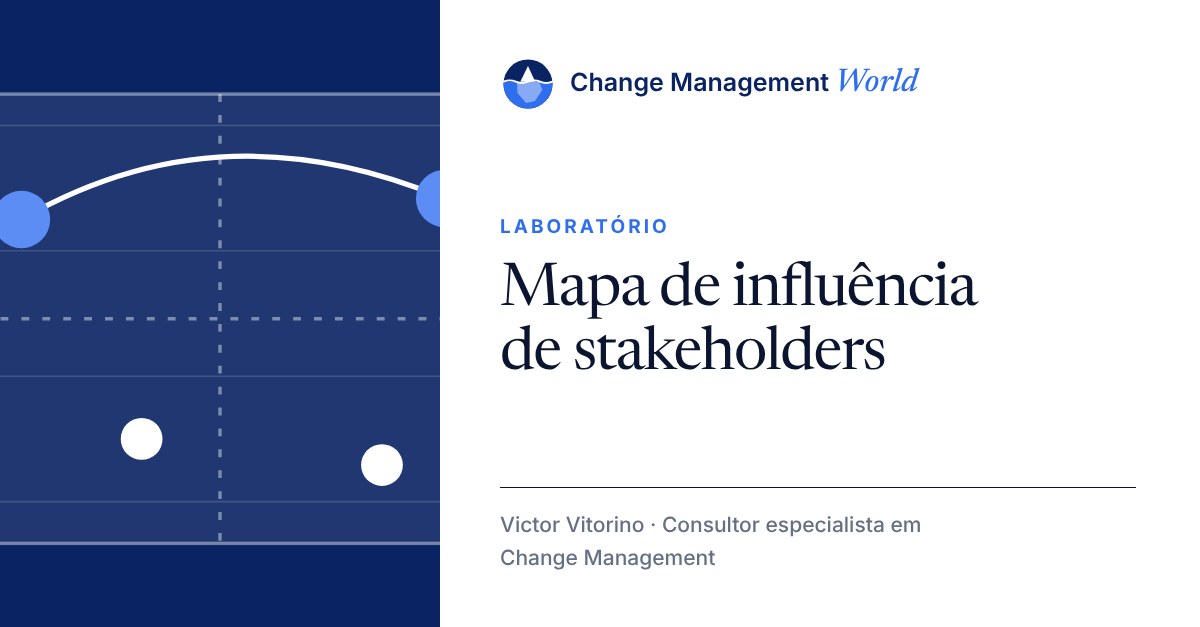 Change Management World
LABORATÓRIO
Mapa de influência
de stakeholders
Victor Vitorino · Consultor especialista em
Change Management